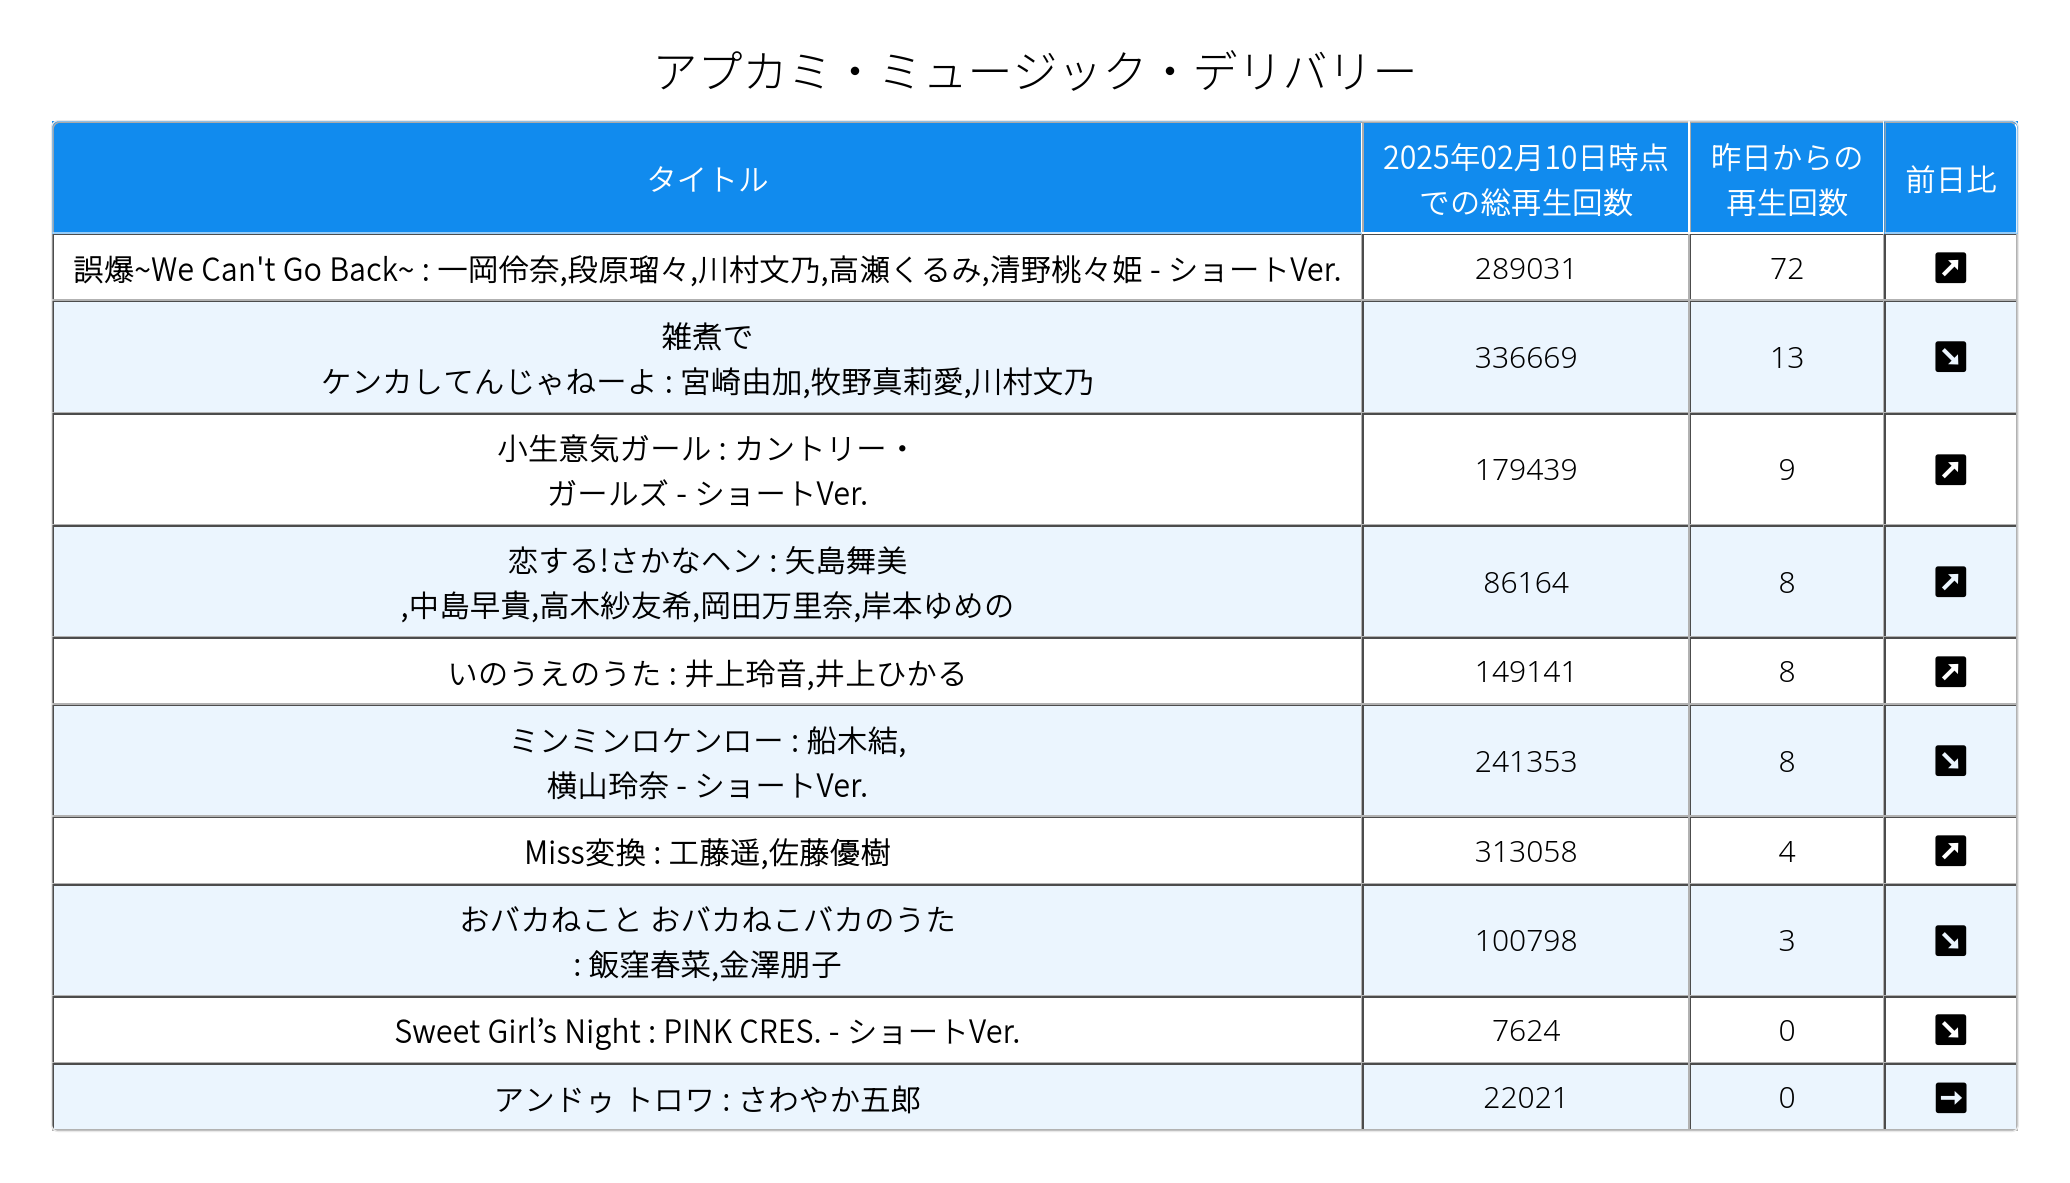 アプカミ・ミュージック・デリバリー
タイトル
2025年02月10日時点
での総再生回数
昨日からの
再生回数
前日比
誤爆~We Can't Go Back~ : 一岡伶奈,段原瑠々,川村文乃,高瀬くるみ,清野桃々姫 - ショートVer.
289031
72
雑煮で
ケンカしてんじゃねーよ : 宮崎由加,牧野真莉愛,川村文乃
336669
13
小生意気ガール : カントリー・
ガールズ - ショートVer.
179439
9
恋する!さかなヘン : 矢島舞美
,中島早貴,高木紗友希,岡田万里奈,岸本ゆめの
86164
8
いのうえのうた : 井上玲音,井上ひかる
149141
8
ミンミンロケンロー : 船木結,
横山玲奈 - ショートVer.
241353
8
Miss変換 : 工藤遥,佐藤優樹
313058
4
おバカねこと おバカねこバカのうた
: 飯窪春菜,金澤朋子
100798
3
Sweet Girl’s Night : PINK CRES. - ショートVer.
7624
0
アンドゥ トロワ : さわやか五郎
22021
0